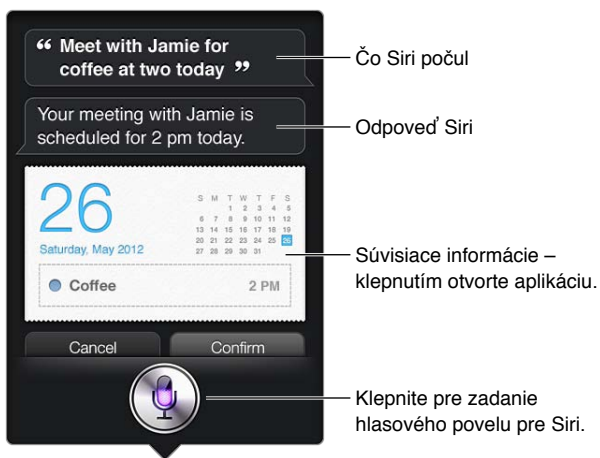 “ Meet with Jamie for
coffee at two today ”
Čo Siri počul
Your meeting with Jamie is
scheduled for 2 pm today.
Odpoveď Siri
26
Saturday, May 2012
S M T W T F S
1 2 3 4 5
6 7 8 9 10 11 12
13 14 15 16 17 18 19
20 21 22 23 24 25 26
27 28 29 30 31
Súvisiace informácie –
klepnutím otvorte aplikáciu.
Coffee 2 PM
Cancel Confirm
Klepnite pre zadanie
hlasového povelu pre Siri.